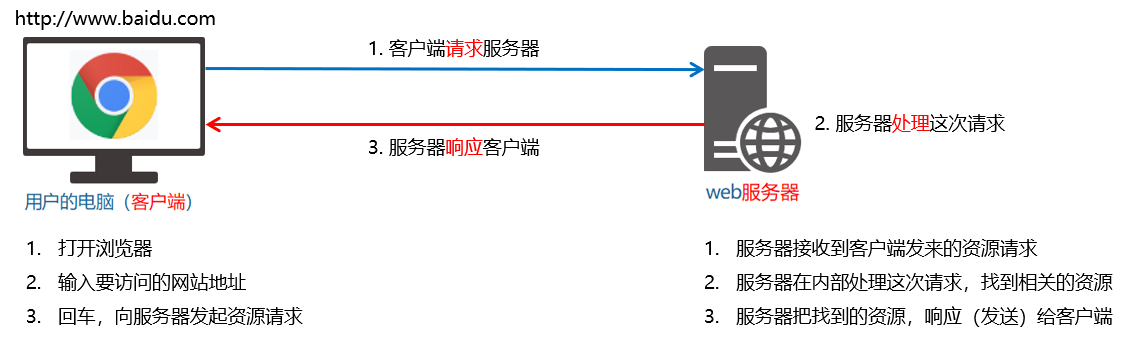 http://www.baidu.com
1. 客户端请求服务器
2. 服务器处理这次请求
3. 服务器响应客户端
用户的电脑（客户端）
web服务器
1. 打开浏览器
2. 输入要访问的网站地址
3. 回车，向服务器发起资源请求
1. 服务器接收到客户端发来的资源请求
2. 服务器在内部处理这次请求，找到相关的资源
3. 服务器把找到的资源，响应（发送）给客户端